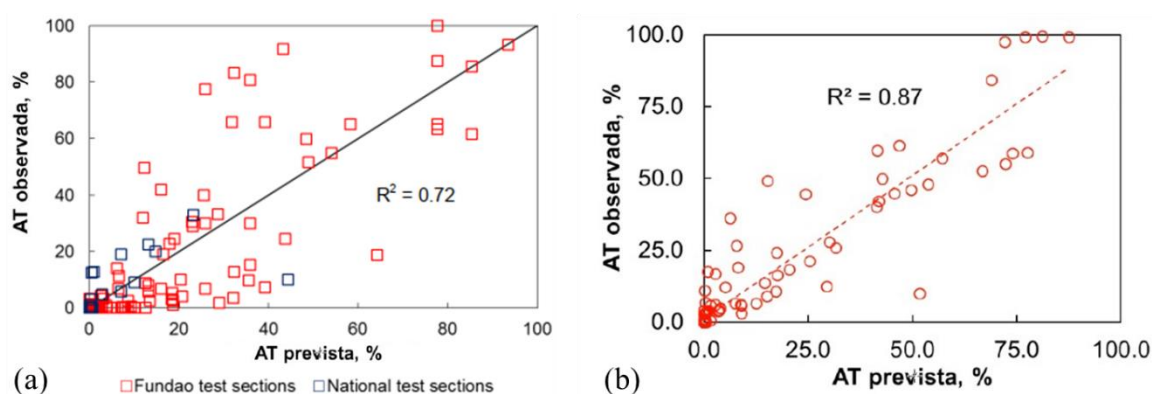 100
80
60
40
20
0
AT observada, %
R² = 0.72
0 20 40 60 80 100
AT prevista, %
(a)
Fundao test sections National test sections
100.0
75.0
50.0
25.0
0.0
AT observada, %
R² = 0.87
0.0 25.0 50.0 75.0 100.0
AT prevista, %
(b)